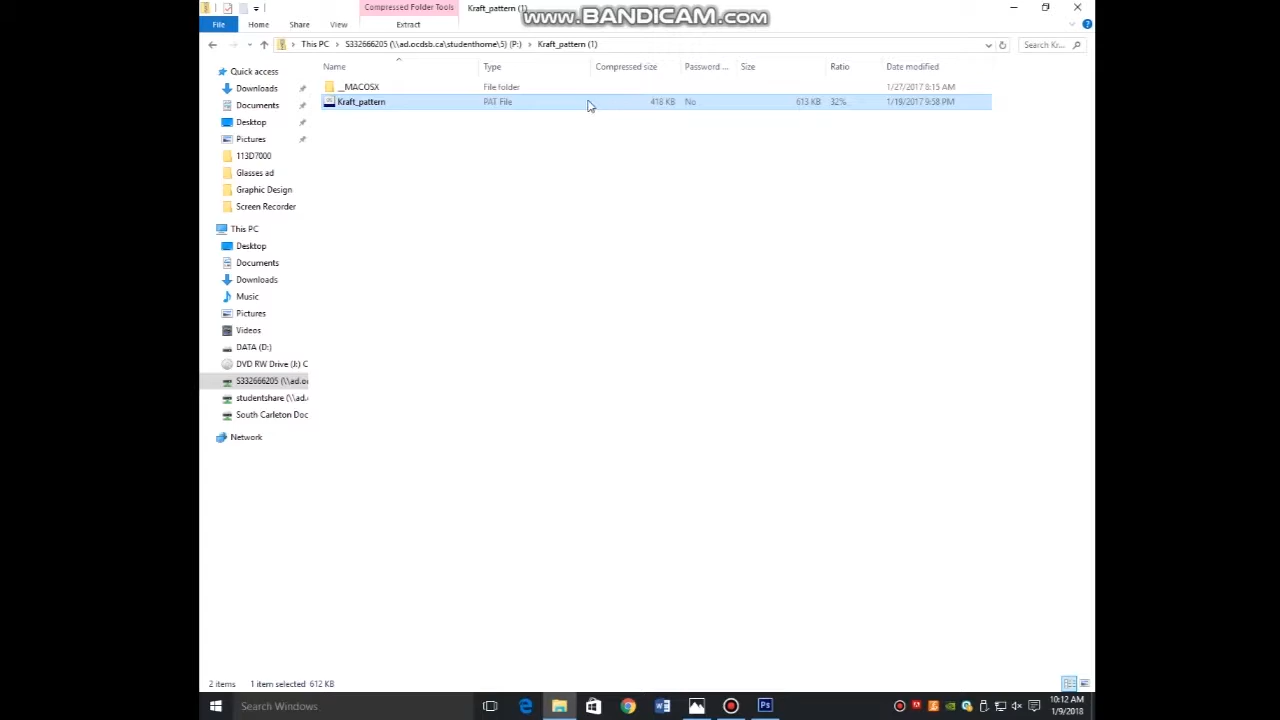 Compressed Folder Tools
Kraft_pattern (1)
www.BANDICAM.com
File
Home
Share
View
Extract
This PC
S332666205 (\\ad.ocdsb.ca\studenthome\5) (P:)
Kraft_pattern (1)
Search Kr...
Name
Type
Compressed size
Password ...
Size
Ratio
Date modified
__MACOSX
File folder
1/27/2017 8:15 AM
Kraft_pattern
PAT File
418 KB
No
613 KB
32%
1/19/2017 9:58 PM
Quick access
Downloads
Documents
Desktop
Pictures
113D7000
Glasses ad
Graphic Design
Screen Recorder
This PC
Desktop
Documents
Downloads
Music
Pictures
Videos
DATA (D:)
DVD RW Drive (J:) C
S332666205 (\\ad.oc
studentshare (\\ad.
South Carleton Doc
Network
2 items
1 item selected 612 KB
Search Windows
10:12 AM
1/9/2018